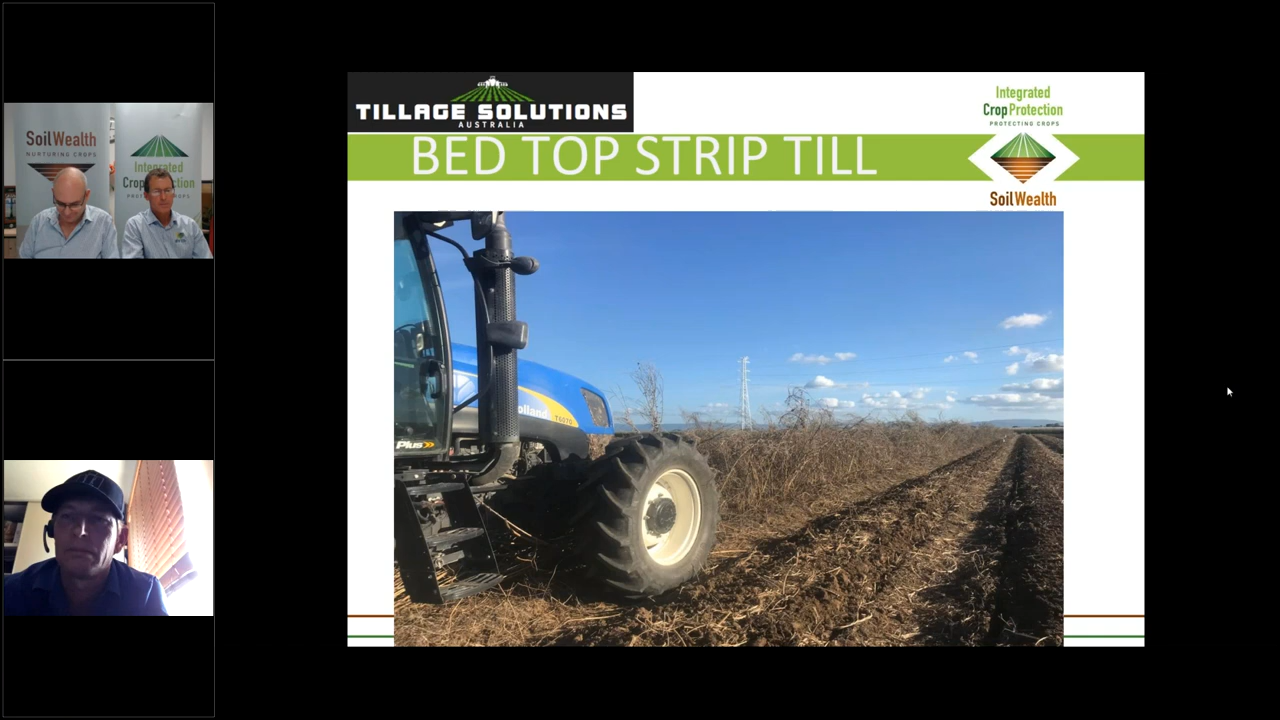 SoilWealth
NURTURING CROPS
Integrated
Crop Protection
TILLAGE SOLUTIONS
AUSTRALIA
BED TOP STRIP TILL
Integrated
Crop Protection
PROTECTING CROPS
SoilWealth
olland
T6070
Plus